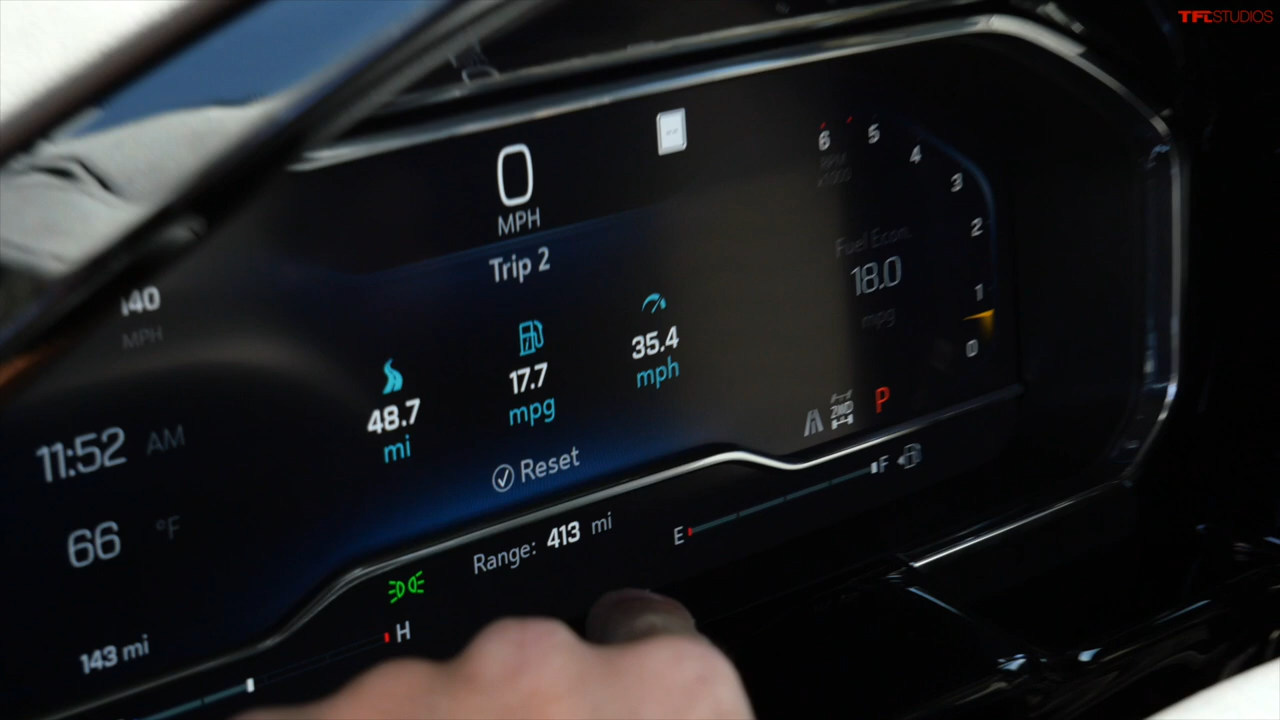 TFLSTUDIOS
0
MPH
Trip 2
48.7
mi
17.7
mpg
35.4
mph
Reset
140
MPH
11:52 AM
66 °F
143 mi
6
5
4
3
2
1
0
RPM
x1000
Fuel Econ.
18.0
mpg
2WD
P
Range: 413 mi
E
F
H